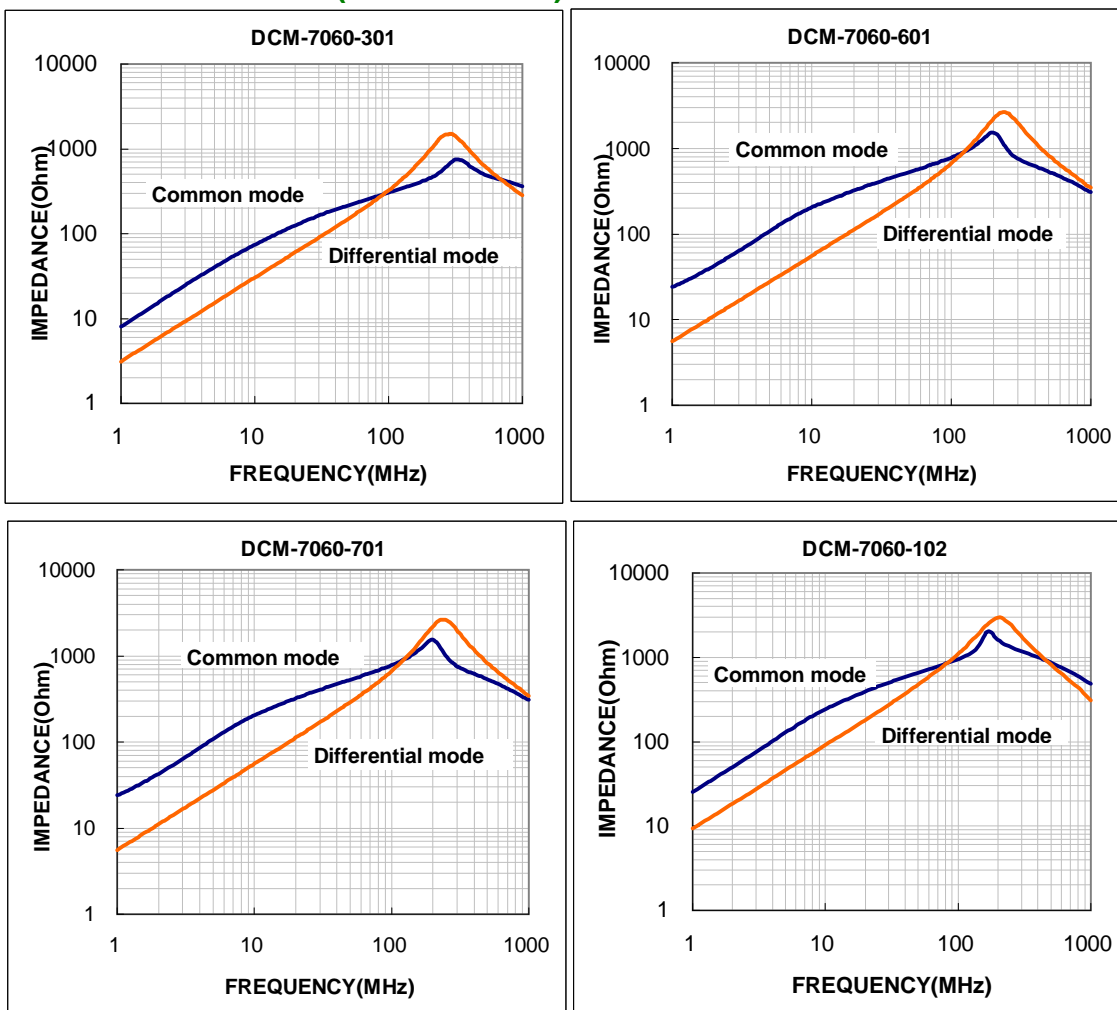 DCM-7060-301
10000
1000
100
10
1
IMPEDANCE(Ohm)
Common mode
Differential mode
1 10 100 1000
FREQUENCY(MHz)
DCM-7060-601
10000
1000
100
10
1
IMPEDANCE(Ohm)
Common mode
Differential mode
1 10 100 1000
FREQUENCY(MHz)
DCM-7060-701
10000
1000
100
10
1
IMPEDANCE(Ohm)
Common mode
Differential mode
1 10 100 1000
FREQUENCY(MHz)
DCM-7060-102
10000
1000
100
10
1
IMPEDANCE(Ohm)
Common mode
Differential mode
1 10 100 1000
FREQUENCY(MHz)